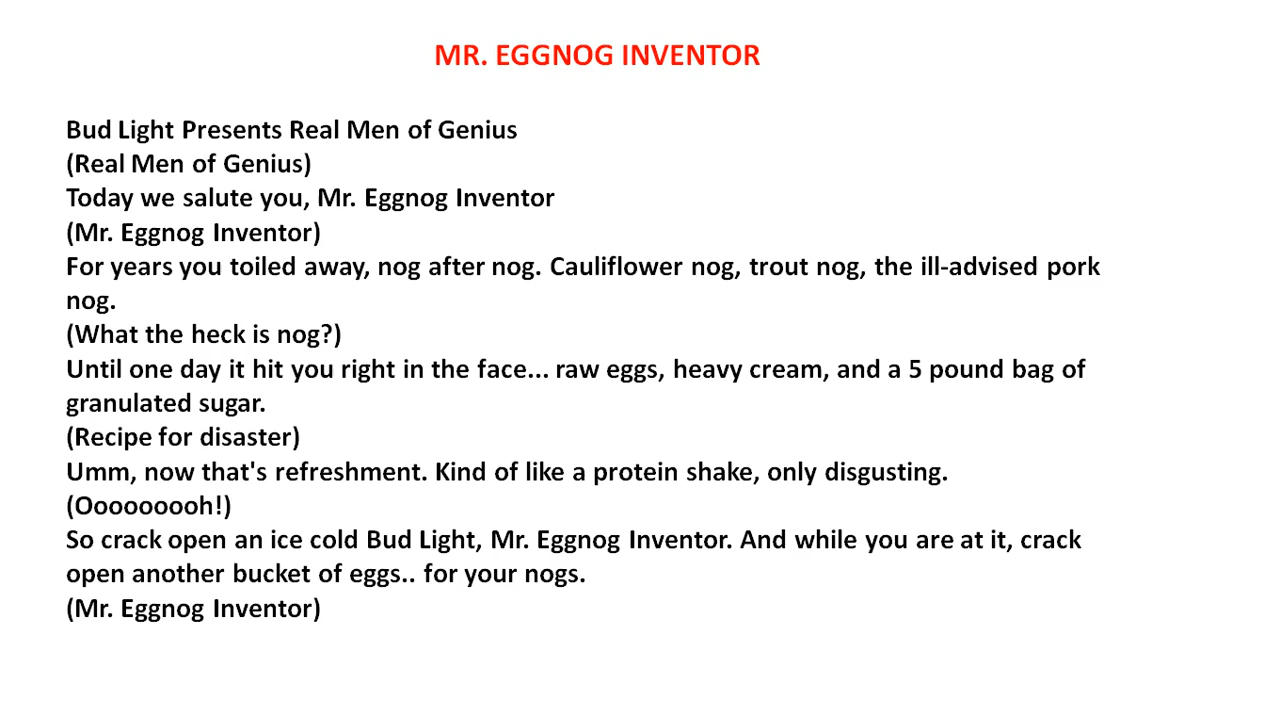 MR. EGGNOG INVENTOR
Bud Light Presents Real Men of Genius
(Real Men of Genius)
Today we salute you, Mr. Eggnog Inventor
(Mr. Eggnog Inventor)
For years you toiled away, nog after nog. Cauliflower nog, trout nog, the ill-advised pork
nog.
(What the heck is nog?)
Until one day it hit you right in the face... raw eggs, heavy cream, and a 5 pound bag of
granulated sugar.
(Recipe for disaster)
Umm, now that's refreshment. Kind of like a protein shake, only disgusting.
(Ooooooooh!)
So crack open an ice cold Bud Light, Mr. Eggnog Inventor. And while you are at it, crack
open another bucket of eggs.. for your nogs.
(Mr. Eggnog Inventor)